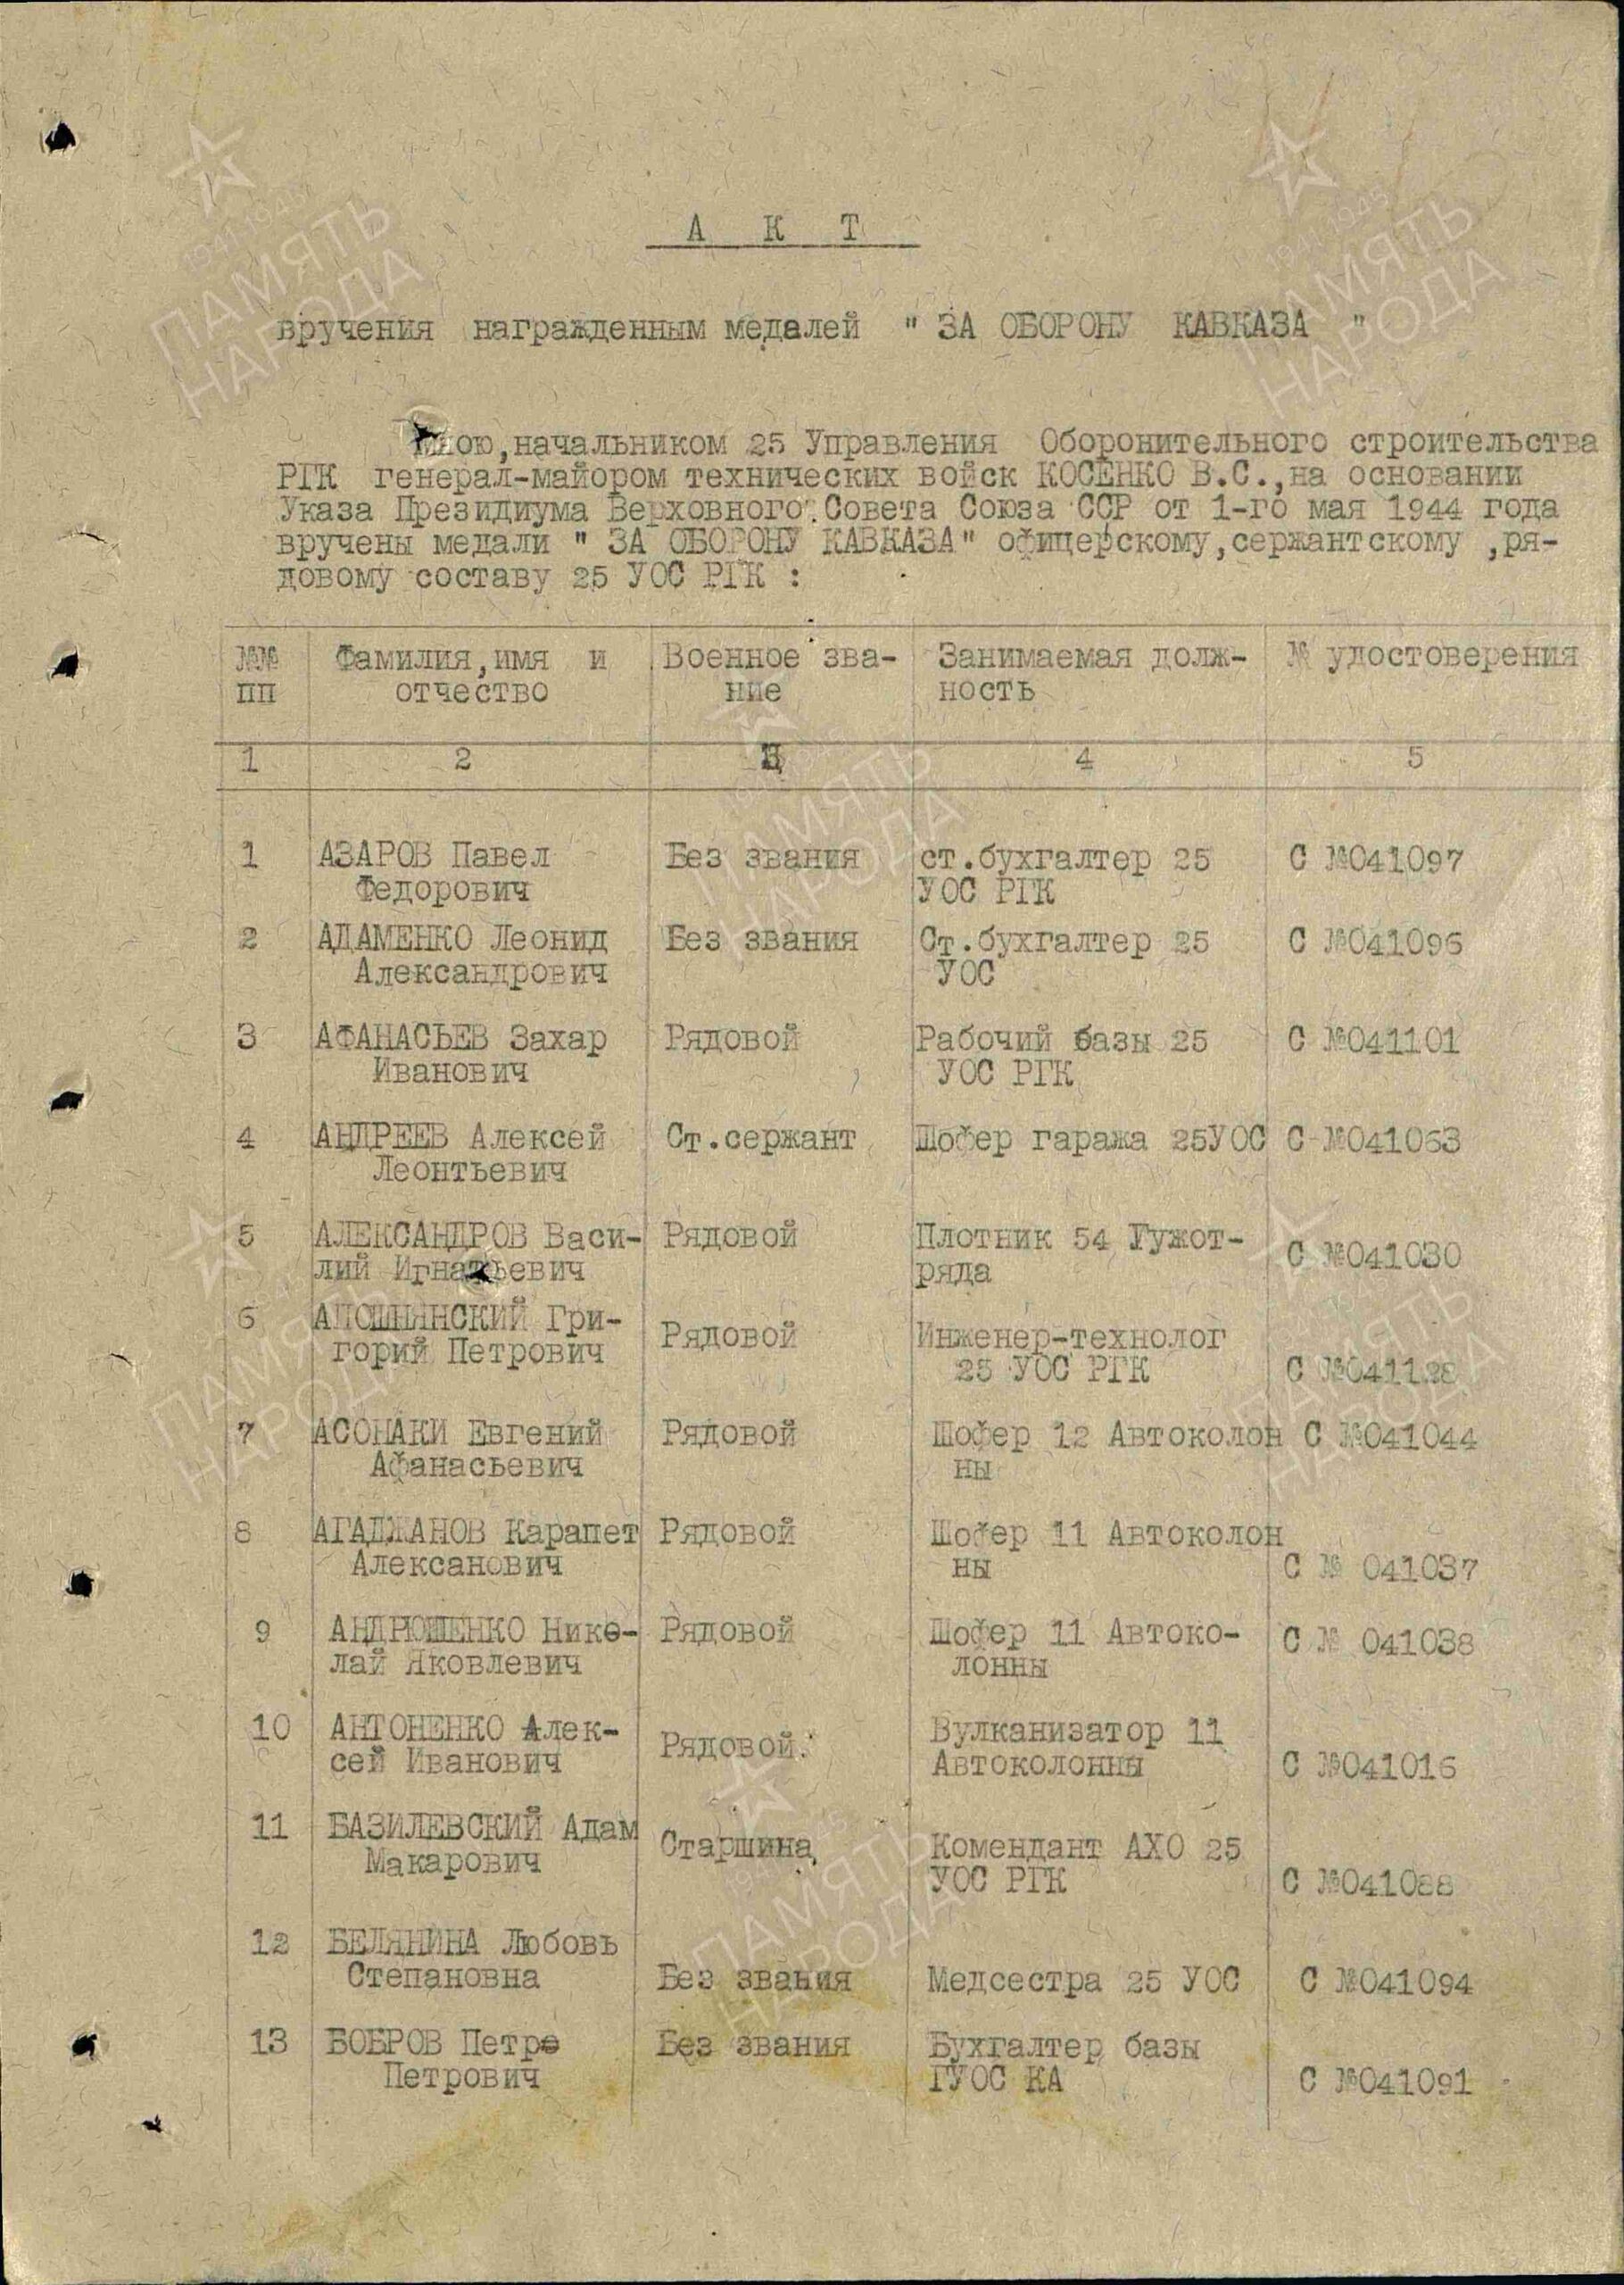 А К Т
вручения награжденным медалей " ЗА ОБОРОНУ КАВКАЗА "
Мною,начальником 25 Управления Оборонительного строительства
РГК генерал-майором технических войск КОСЕНКО В.С.,на основании
Указа Президиума Верховного Совета Союза ССР от 1-го мая 1944 года
вручены медали " ЗА ОБОРОНУ КАВКАЗА" офицерскому,сержантскому ,ря-
довому составу 25 УОС РГК :
№№ Фамилия,имя и Военное зва- Занимаемая долж- № удостоверения
пп отчество ние ность
1 2 4 5
1 АЗАРОВ Павел Без звания ст.бухгалтер 25 С №041097
Федорович УОС РГК
2 АДАМЕНКО Леонид Без звания Ст.бухгалтер 25 С №041096
Александрович УОС
3 АФАНАСЬЕВ Захар Рядовой Рабочий базы 25 С №041101
Иванович УОС РГК
4 АНДРЕЕВ Алексей Ст.сержант Шофер гаража 25УОС С №041063
Леонтьевич
5 АЛЕКСАНДРОВ Васи- Рядовой Плотник 54 Гужот-
лий Игнатьевич ряда С №041030
6 АПОШНЯНСКИЙ Гри- Рядовой Инженер-технолог
горий Петрович 25 УОС РГК С №041128
7 АСОНАКИ Евгений Рядовой Шофер 12 Автоколон С №041044
Афанасьевич ны
8 АГАДЖАНОВ Карапет Рядовой Шофер 11 Автоколон
Алексанович ны С № 041037
9 АНДРЮШЕНКО Нико- Рядовой Шофер 11 Автоко- С № 041038
лай Яковлевич лонны
10 АНТОНЕНКО Алек- Рядовой. Вулканизатор 11
сей Иванович Автоколонны С №041016
11 БАЗИЛЕВСКИЙ Адам Старшина Комендант АХО 25
Макарович УОС РГК С №041088
12 БЕЛЯНИНА Любовь
Степановна Без звания Медсестра 25 УОС С №041094
13 БОБРОВ Петро Без звания Бухгалтер базы
Петрович ГУОС КА С №041091